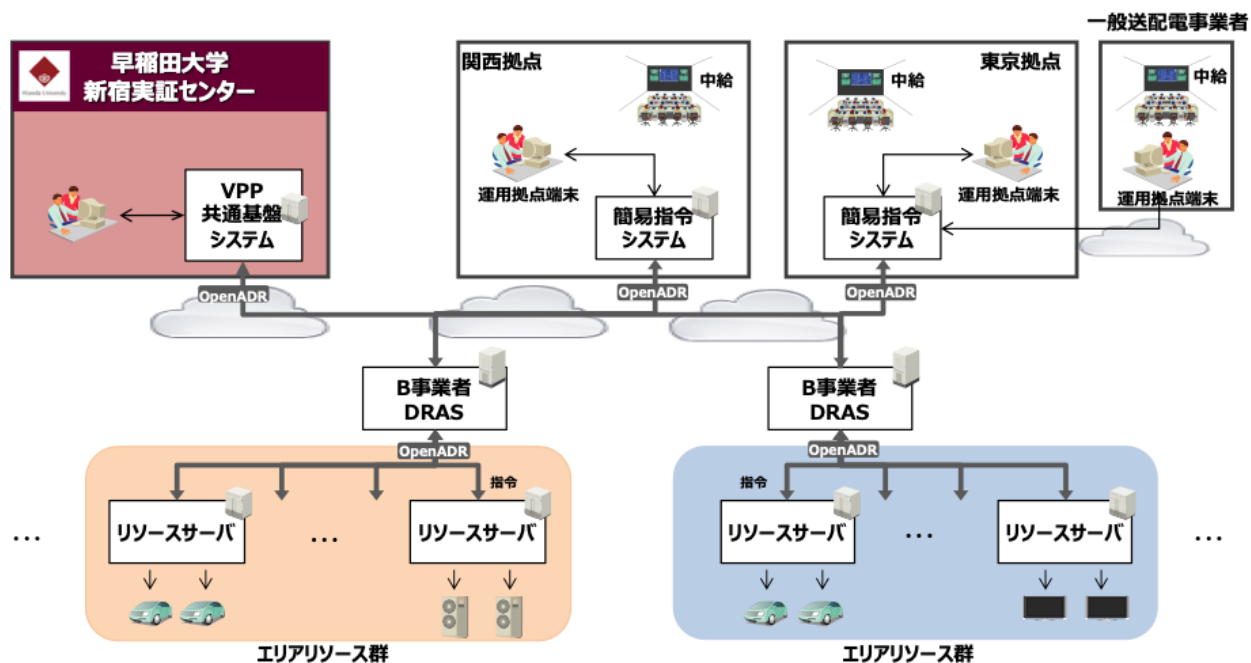 一般送配電事業者
早稲田大学
新宿実証センター
関西拠点
中給
東京拠点
中給
中給
VPP
共通基盤
システム
運用拠点端末
簡易指令
システム
簡易指令
システム
運用拠点端末
運用拠点端末
OpenADR
OpenADR
OpenADR
B事業者
DRAS
B事業者
DRAS
OpenADR
OpenADR
指令
指令
リソースサーバ
リソースサーバ
リソースサーバ
リソースサーバ
…
…
…
…
エリアリソース群
エリアリソース群